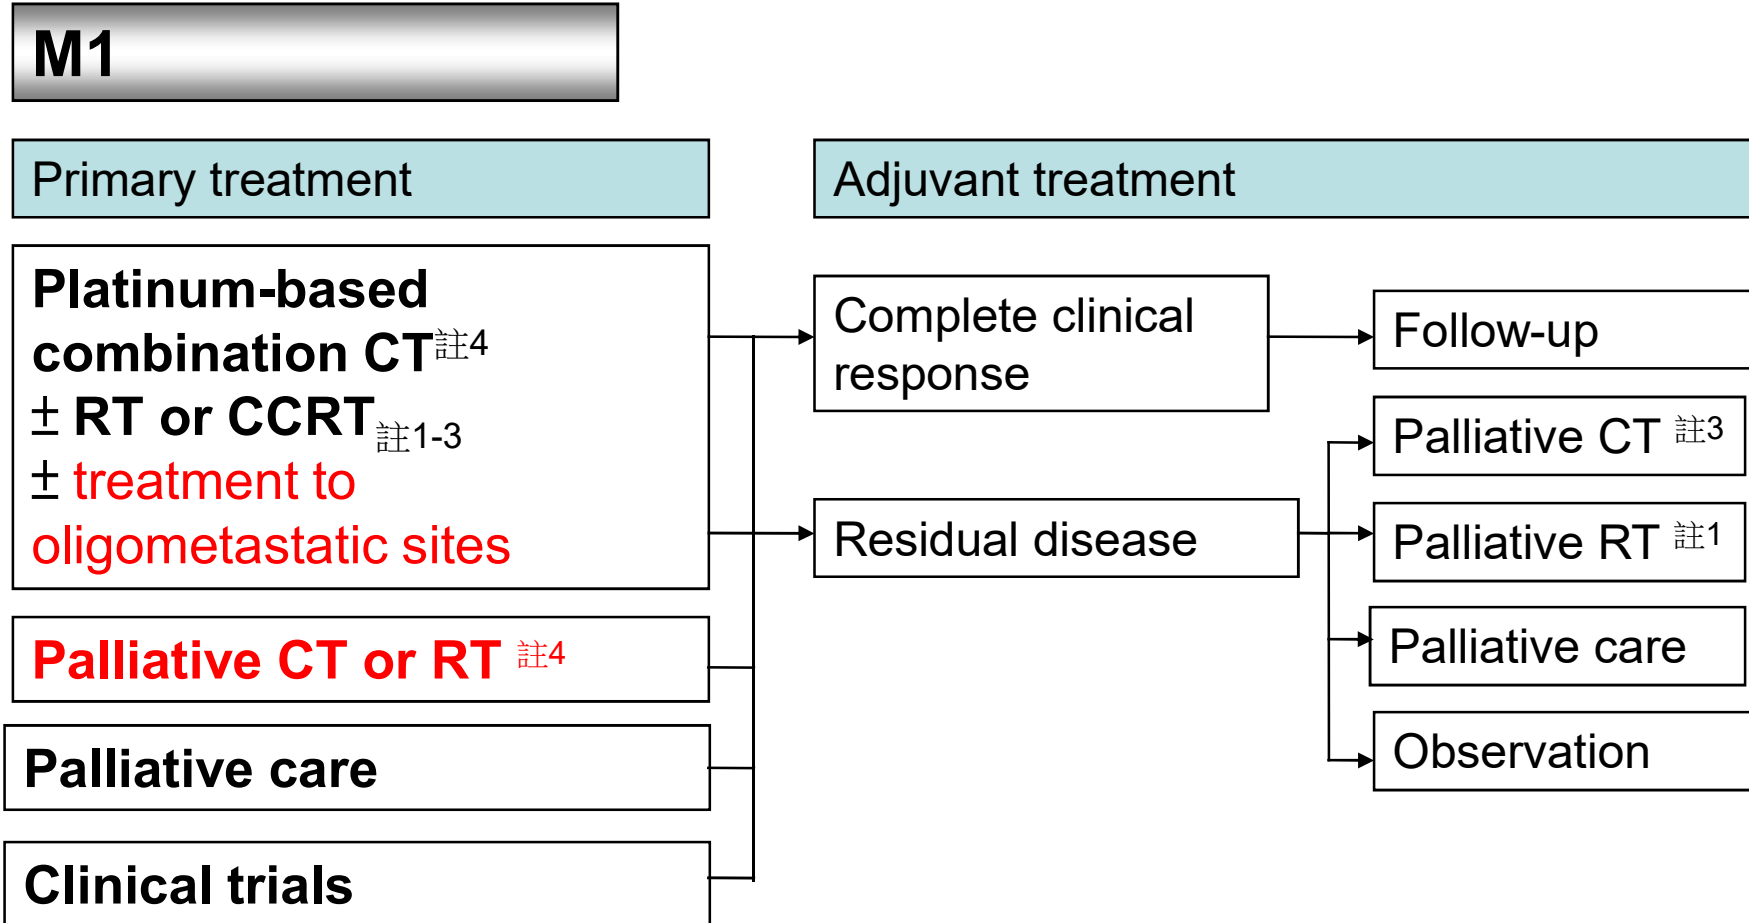 M1
Primary treatment
Adjuvant treatment
Platinum-based
combination CT註4
± RT or CCRT註1-3
± treatment to
oligometastatic sites
Palliative CT or RT 註4
Palliative care
Clinical trials
Complete clinical
response
Residual disease
Follow-up
Palliative CT 註3
Palliative RT 註1
Palliative care
Observation